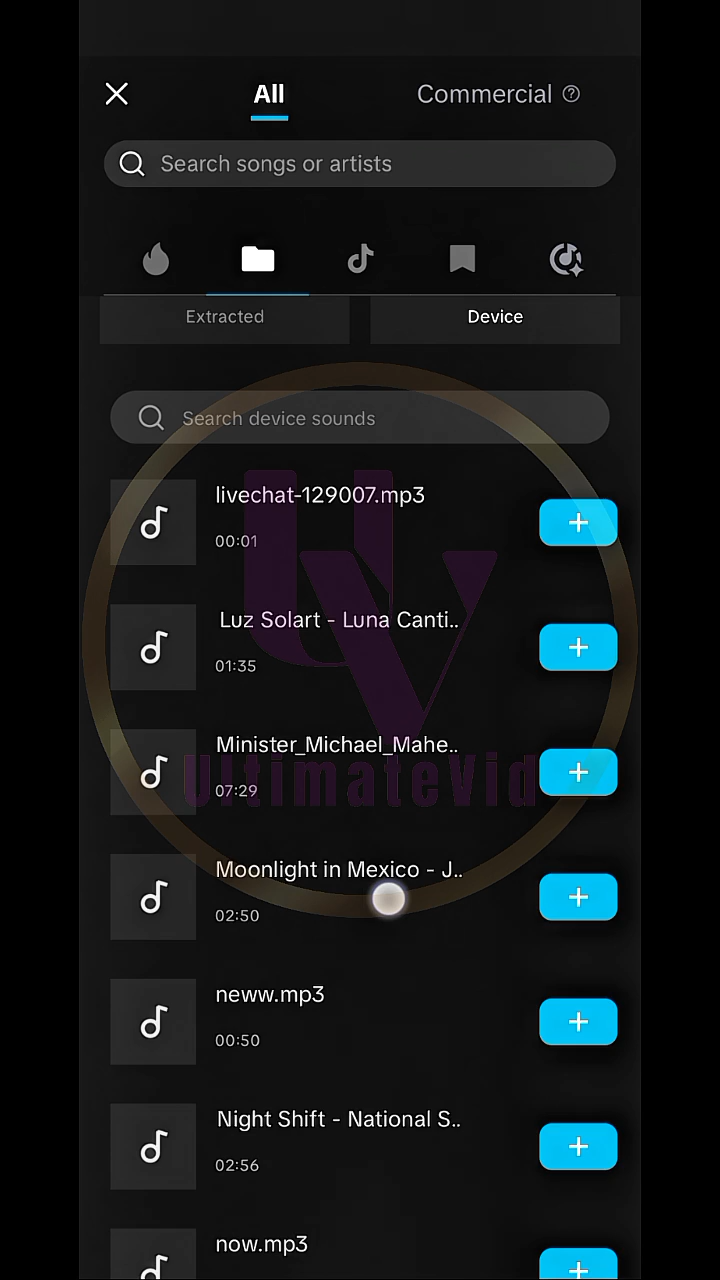 All
Commercial
Search songs or artists
Extracted
Device
Search device sounds
livechat-129007.mp3
00:01
Luz Solart - Luna Canti..
01:35
Minister_Michael_Mahe..
07:29
UltimateVid
Moonlight in Mexico - J..
02:50
neww.mp3
00:50
Night Shift - National S..
02:56
now.mp3